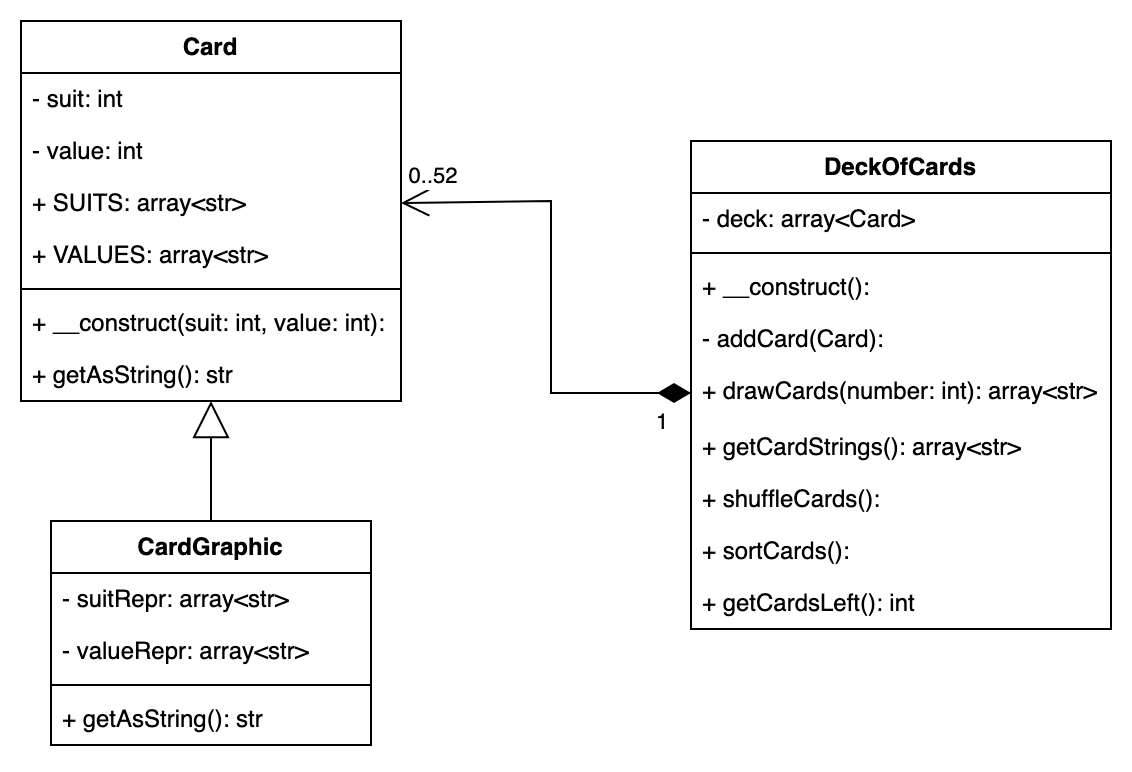 Card
- suit: int
- value: int
+ SUITS: array<str>
+ VALUES: array<str>
+ __construct(suit: int, value: int):
+ getAsString(): str
0..52
1
DeckOfCards
- deck: array<Card>
+ __construct():
- addCard(Card):
+ drawCards(number: int): array<str>
+ getCardStrings(): array<str>
+ shuffleCards():
+ sortCards():
+ getCardsLeft(): int
CardGraphic
- suitRepr: array<str>
- valueRepr: array<str>
+ getAsString(): str